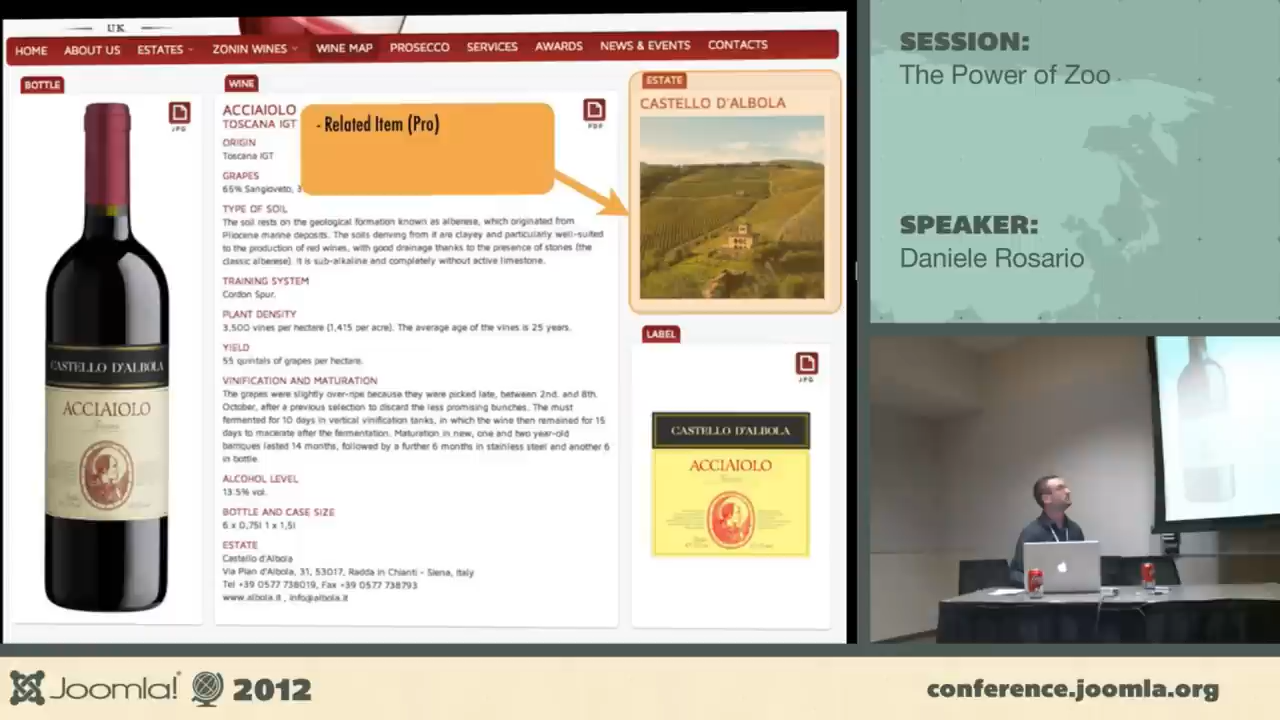 UK
HOME ABOUT US ESTATES ZONIN WINES WINE MAP PROSECCO SERVICES AWARDS NEWS & EVENTS CONTACTS
BOTTLE
JPG
CASTELLO D'ALBOLA
ACCIAIOLO
Toscana
WINE
ACCIAIOLO
TOSCANA IGT
PDF
- Related Item (Pro)
ORIGIN
Toscana IGT
GRAPES
65% Sangioveto, 3
TYPE OF SOIL
The soil rests on the geological formation known as alberese, which originated from
Pliocene marine deposits. The soils deriving from it are clayey and particularly well-suited
to the production of red wines, with good drainage thanks to the presence of stones (the
classic alberese). It is sub-alkaline and completely without active limestone.
TRAINING SYSTEM
Cordon Spur.
PLANT DENSITY
3,500 vines per hectare (1,415 per acre). The average age of the vines is 25 years.
YIELD
55 quintals of grapes per hectare.
VINIFICATION AND MATURATION
The grapes were slightly over-ripe because they were picked late, between 2nd. and 8th.
October, after a previous selection to discard the less promising bunches. The must
fermented for 10 days in vertical vinification tanks, in which the wine then remained for 15
days to macerate after the fermentation. Maturation in new, one and two year-old
barriques lasted 14 months, followed by a further 6 months in stainless steel and another 6
in bottle.
ALCOHOL LEVEL
13.5% vol.
BOTTLE AND CASE SIZE
6 x 0,75l 1 x 1,5l
ESTATE
Castello d'Albola
Via Pian d'Albola, 31, 53017, Radda in Chianti - Siena, Italy
Tel +39 0577 738019, Fax +39 0577 738793
www.albola.it , info@albola.it
ESTATE
CASTELLO D'ALBOLA
LABEL
JPG
CASTELLO D'ALBOLA
ACCIAIOLO
Toscana
SESSION:
The Power of Zoo
SPEAKER:
Daniele Rosario
Joomla! 2012
conference.joomla.org